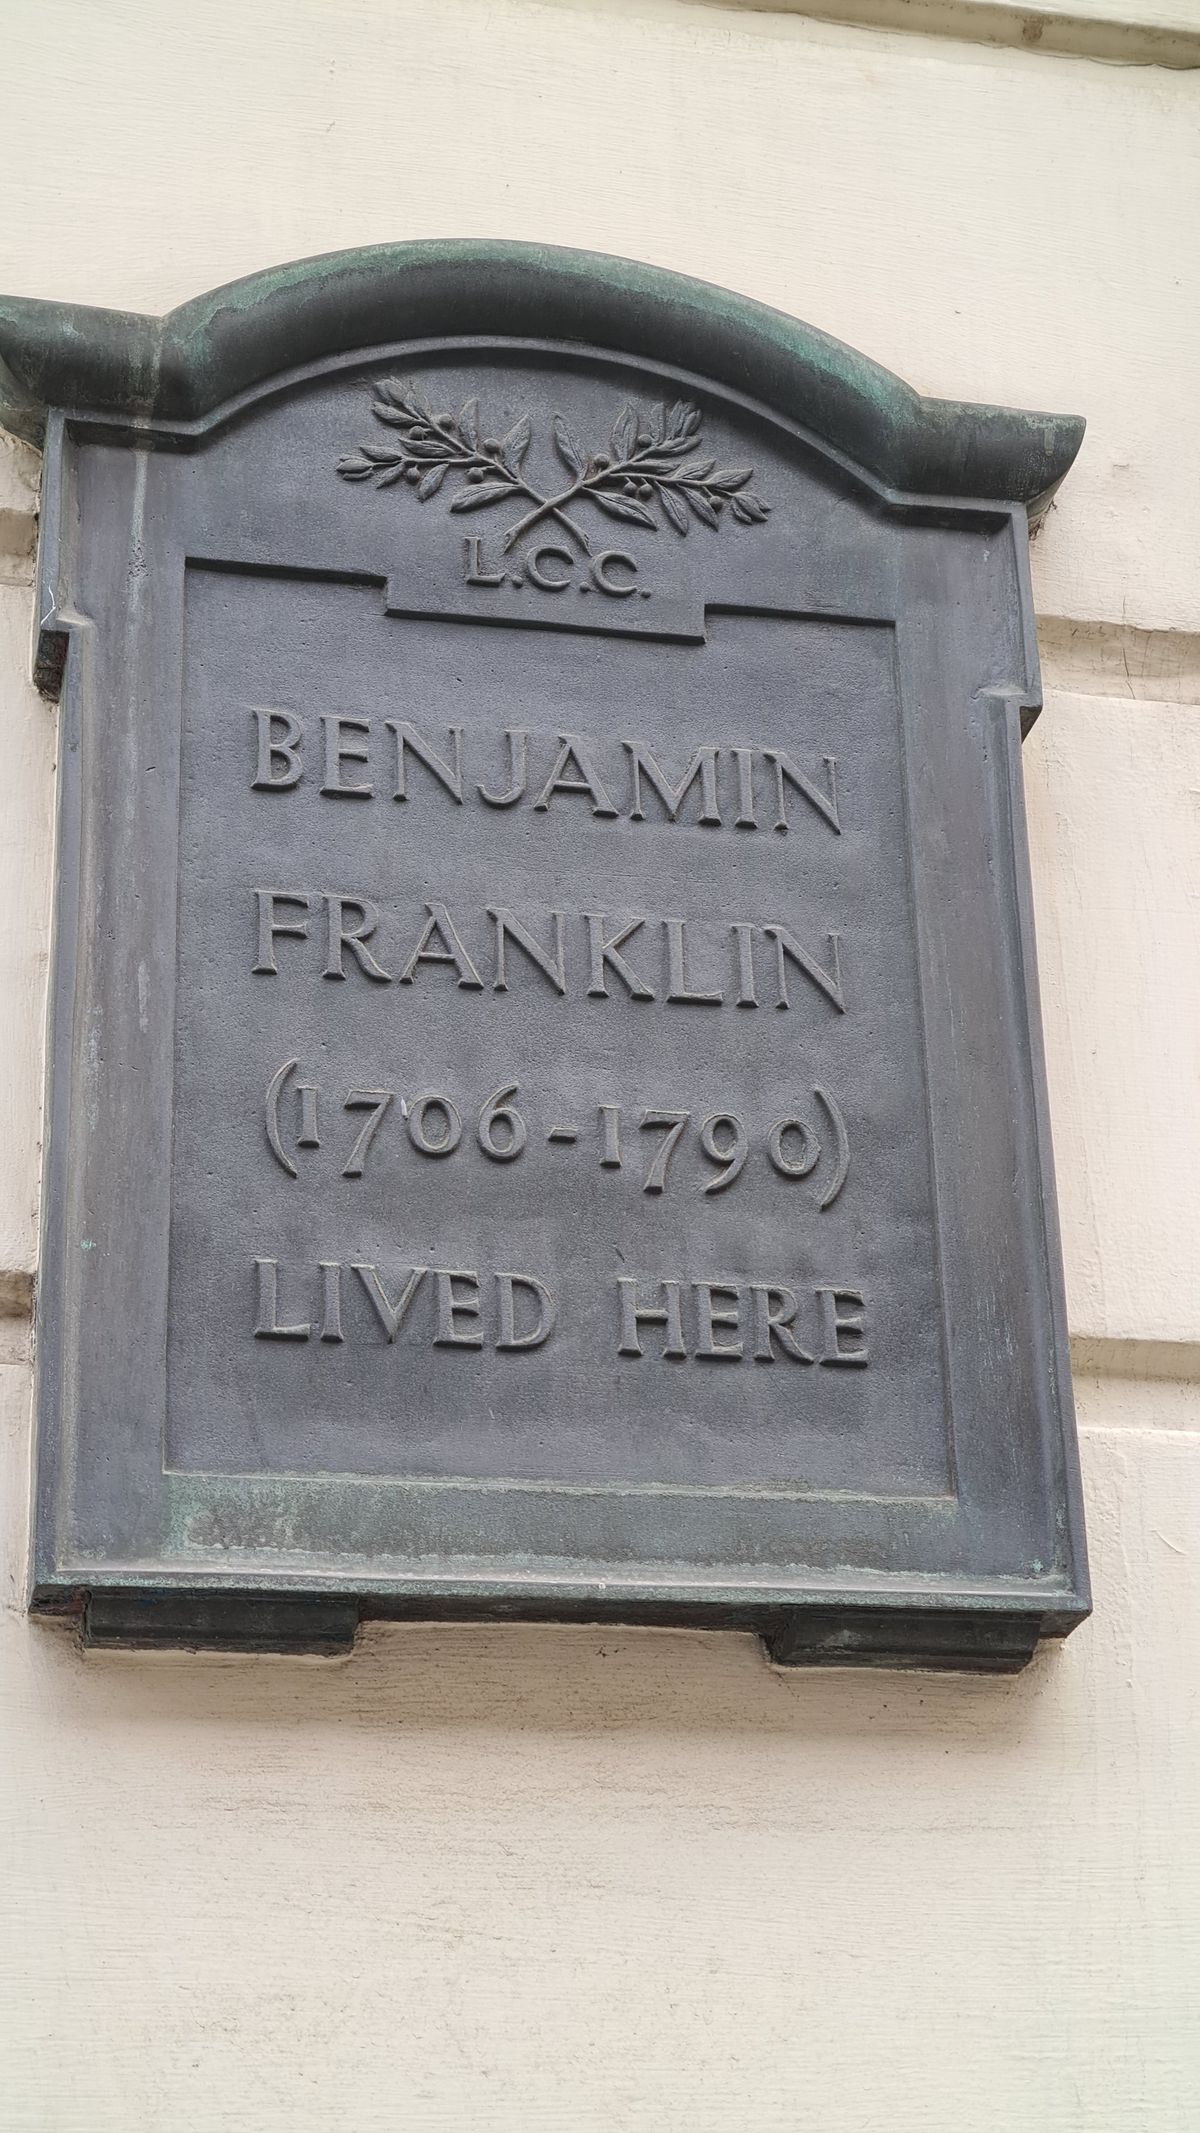 L.C.C.
BENJAMIN
FRANKLIN
(1706-1790)
LIVED HERE